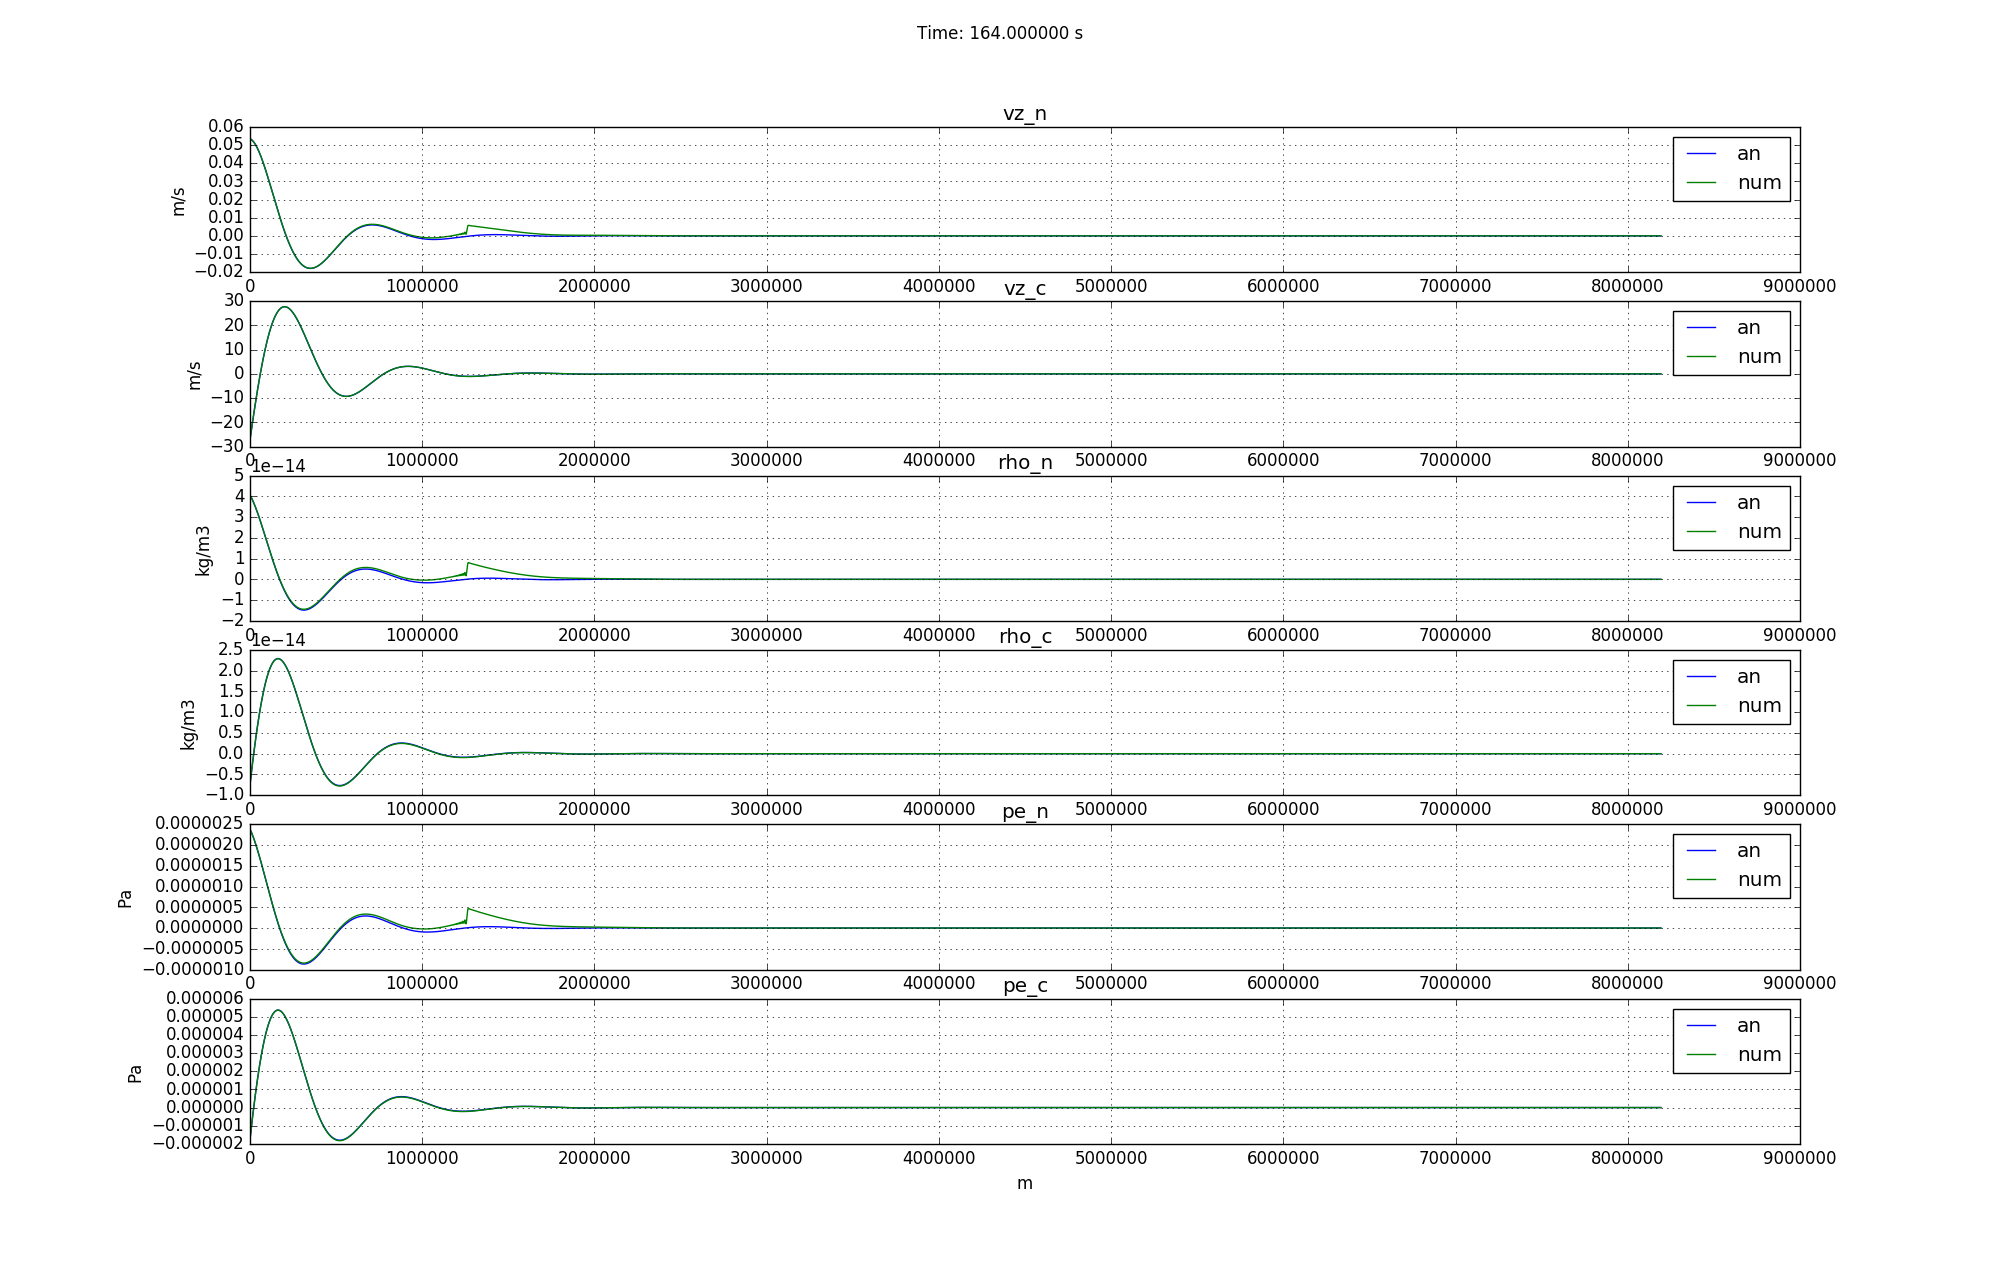 Time: 164.000000 s
vz_n
0.06
0.05
0.04
0.03
0.02
0.01
0.00
−0.01
−0.02
m/s
an
num
0 1000000 2000000 3000000 4000000 5000000 6000000 7000000 8000000 9000000
vz_c
30
20
10
0
−10
−20
−30
m/s
an
num
0 1000000 2000000 3000000 4000000 5000000 6000000 7000000 8000000 9000000
1e−14
rho_n
5
4
3
2
1
0
−1
−2
kg/m3
an
num
0 1000000 2000000 3000000 4000000 5000000 6000000 7000000 8000000 9000000
1e−14
rho_c
2.5
2.0
1.5
1.0
0.5
0.0
−0.5
−1.0
kg/m3
an
num
0 1000000 2000000 3000000 4000000 5000000 6000000 7000000 8000000 9000000
pe_n
0.0000025
0.0000020
0.0000015
0.0000010
0.0000005
0.0000000
−0.0000005
−0.0000010
Pa
an
num
0 1000000 2000000 3000000 4000000 5000000 6000000 7000000 8000000 9000000
pe_c
0.000006
0.000005
0.000004
0.000003
0.000002
0.000001
0.000000
−0.000001
−0.000002
Pa
an
num
0 1000000 2000000 3000000 4000000 5000000 6000000 7000000 8000000 9000000
m